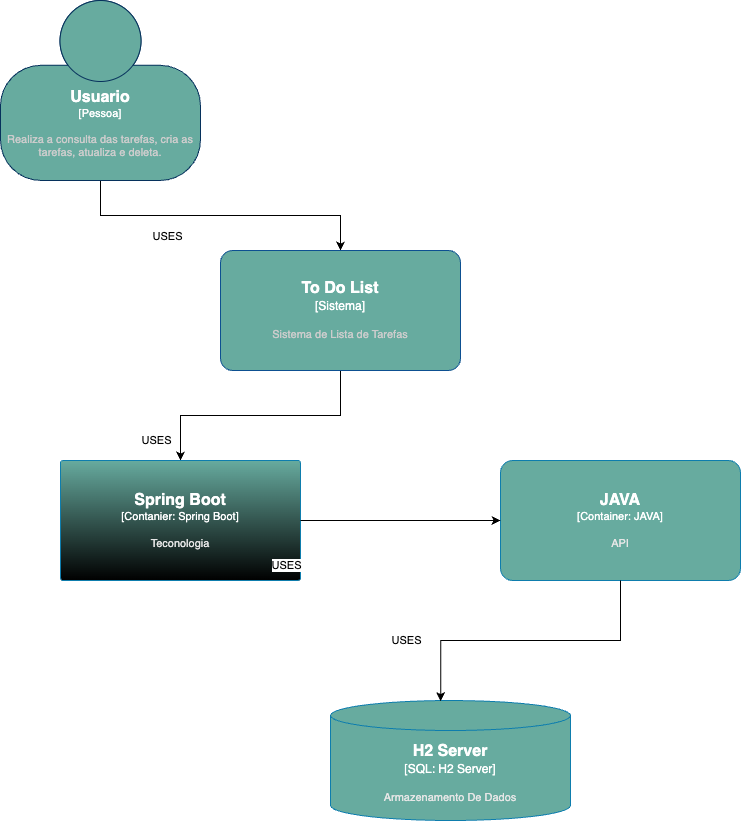 Usuario
[Pessoa]
Realiza a consulta das tarefas, cria as
tarefas, atualiza e deleta.
USES
To Do List
[Sistema]
Sistema de Lista de Tarefas
USES
Spring Boot
[Contanier: Spring Boot]
Teconologia
USES
JAVA
[Container: JAVA]
API
USES
H2 Server
[SQL: H2 Server]
Armazenamento De Dados